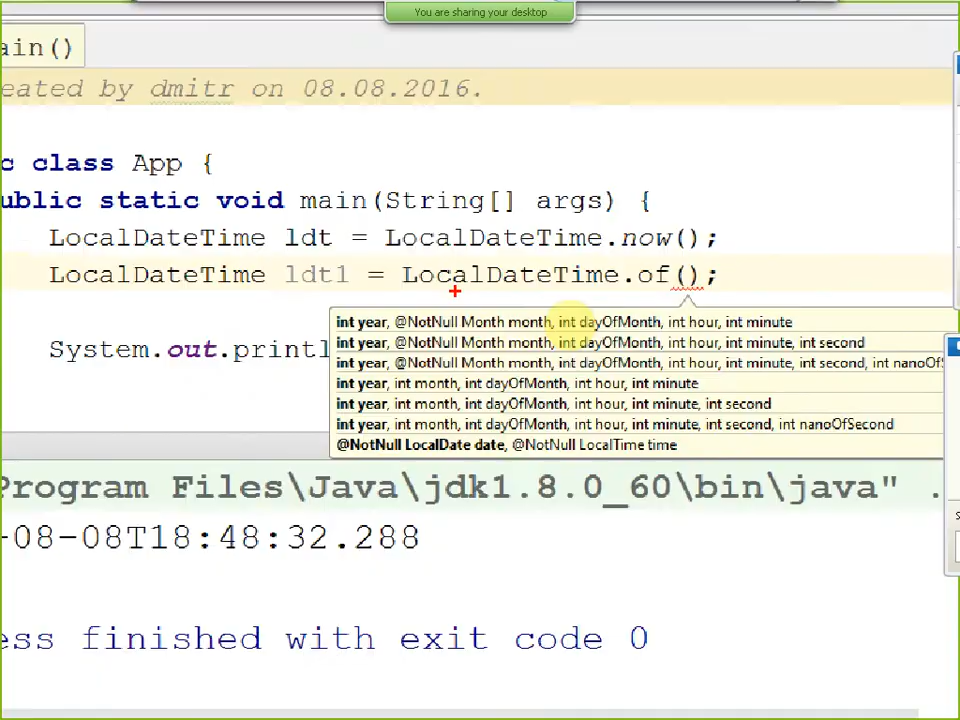 You are sharing your desktop
ain()
eated by dmitr on 08.08.2016.
c class App {
ublic static void main(String[] args) {
LocalDateTime ldt = LocalDateTime.now();
LocalDateTime ldt1 = LocalDateTime.of();
int year, @NotNull Month month, int dayOfMonth, int hour, int minute
int year, @NotNull Month month, int dayOfMonth, int hour, int minute, int second
int year, @NotNull Month month, int dayOfMonth, int hour, int minute, int second, int nanoOfS
int year, int month, int dayOfMonth, int hour, int minute
int year, int month, int dayOfMonth, int hour, int minute, int second
int year, int month, int dayOfMonth, int hour, int minute, int second, int nanoOfSecond
@NotNull LocalDate date, @NotNull LocalTime time
System.out.printl
Program Files\Java\jdk1.8.0_60\bin\java" .
-08-08T18:48:32.288
ess finished with exit code 0